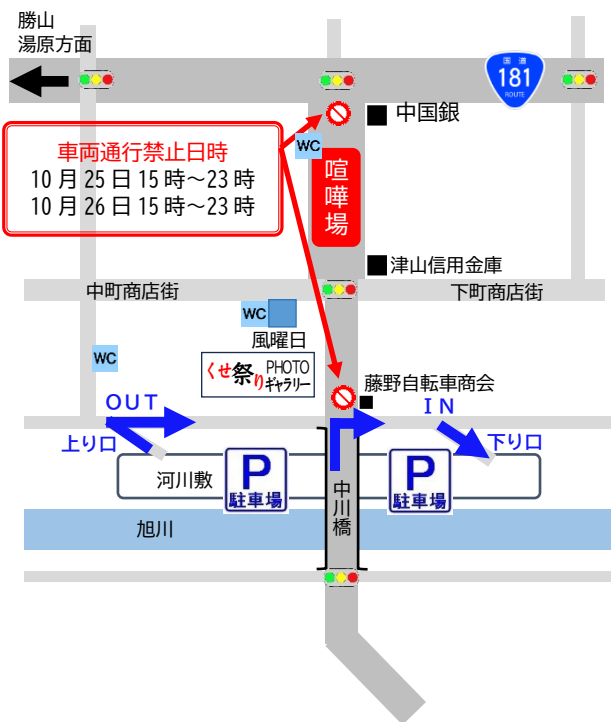 勝山
湯原方面
国道
181
ROUTE
中国銀
車両通行禁止日時
10月25日15時～23時
10月26日15時～23時
WC
喧嘩場
津山信用金庫
中町商店街
下町商店街
WC
風曜日
WC
くせ祭り PHOTO
ギャラリー
藤野自転車商会
OUT
IN
上り口
下り口
河川敷
P
駐車場
P
駐車場
中川橋
旭川